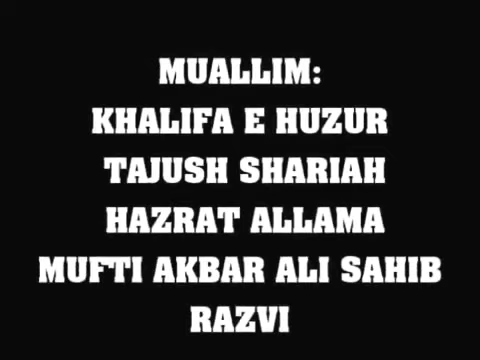 MUALLIM:
KHALIFA E HUZUR
TAJUSH SHARIAH
HAZRAT ALLAMA
MUFTI AKBAR ALI SAHIB
RAZVI